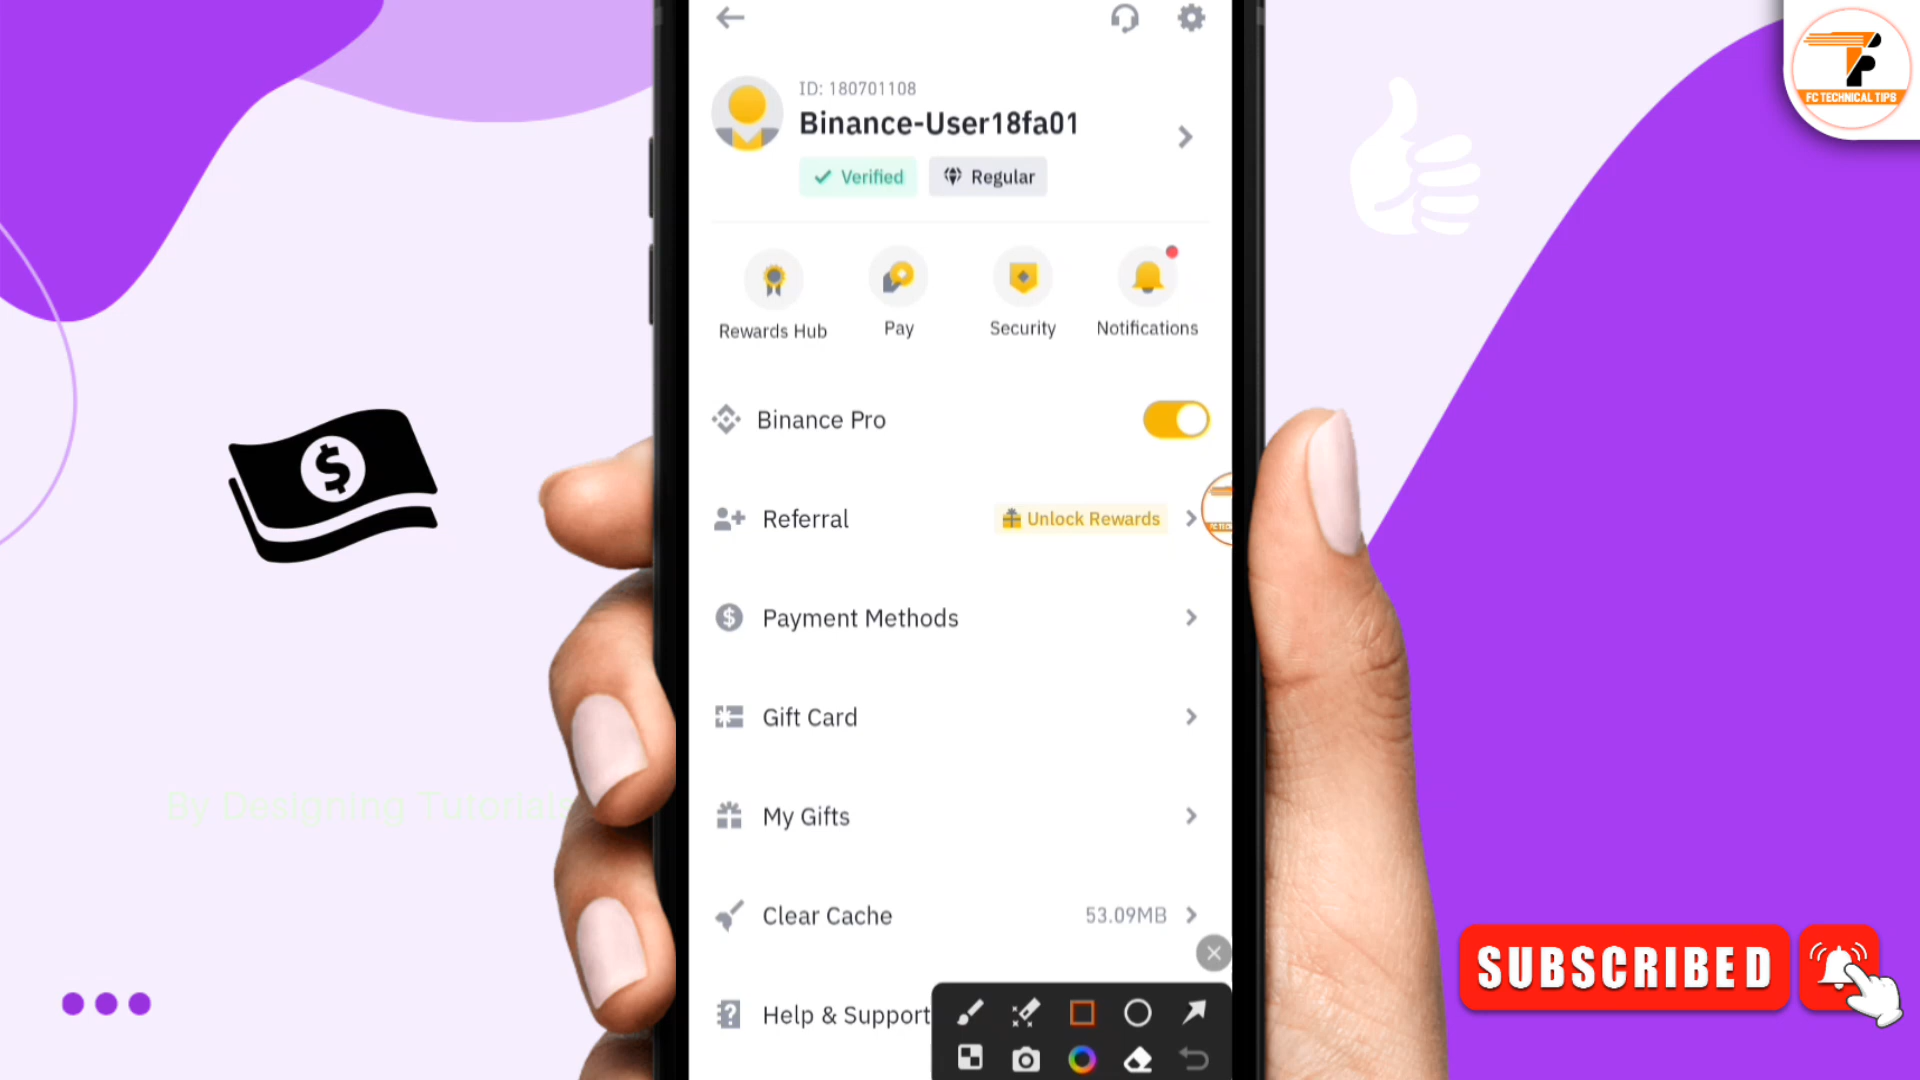 FC TECHNICAL TIPS
ID: 180701108
Binance-User18fa01
Verified
Regular
Rewards Hub
Pay
Security
Notifications
Binance Pro
Referral
Unlock Rewards
Payment Methods
Gift Card
My Gifts
By Designing Tutorials
Clear Cache
53.09MB
Help & Support
SUBSCRIBED